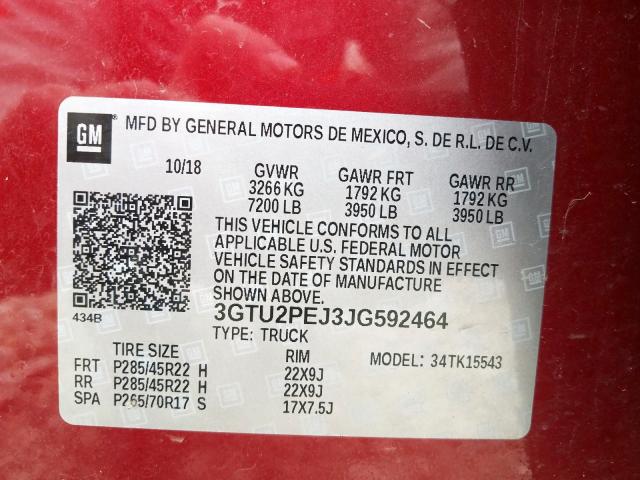 GM
MFD BY GENERAL MOTORS DE MEXICO, S. DE R.L. DE C.V.
10/18 GVWR GAWR FRT GAWR RR
3266 KG 1792 KG 1792 KG
7200 LB 3950 LB 3950 LB
THIS VEHICLE CONFORMS TO ALL
APPLICABLE U.S. FEDERAL MOTOR
VEHICLE SAFETY STANDARDS IN EFFECT
ON THE DATE OF MANUFACTURE
SHOWN ABOVE.
434B
3GTU2PEJ3JG592464
TYPE: TRUCK
TIRE SIZE RIM MODEL: 34TK15543
FRT P285/45R22 H 22X9J
RR P285/45R22 H 22X9J
SPA P265/70R17 S 17X7.5J